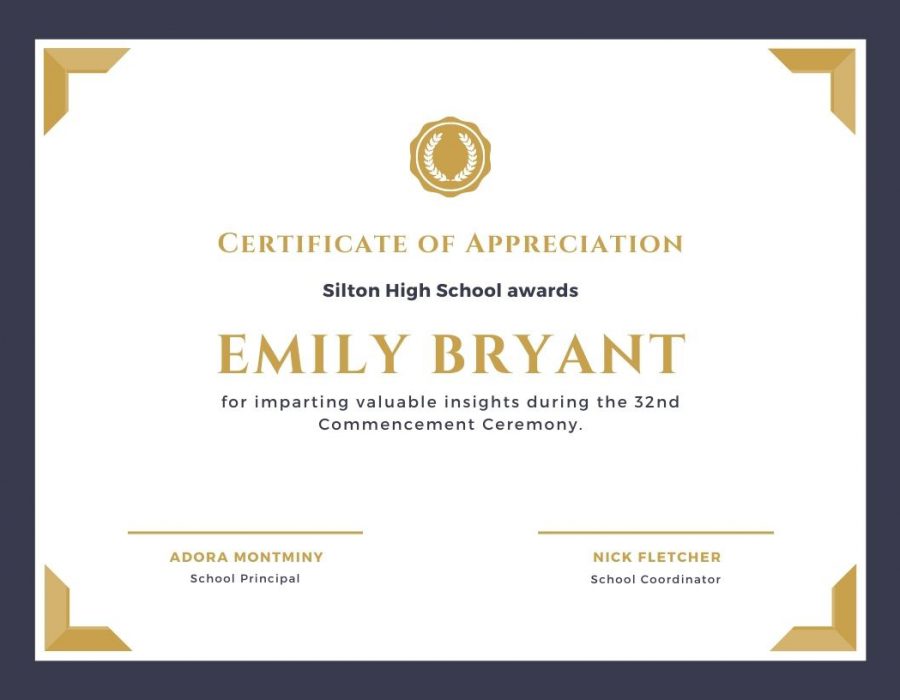 Certificate of Appreciation
Silton High School awards
EMILY BRYANT
for imparting valuable insights during the 32nd
Commencement Ceremony.
ADORA MONTMINY
School Principal
NICK FLETCHER
School Coordinator